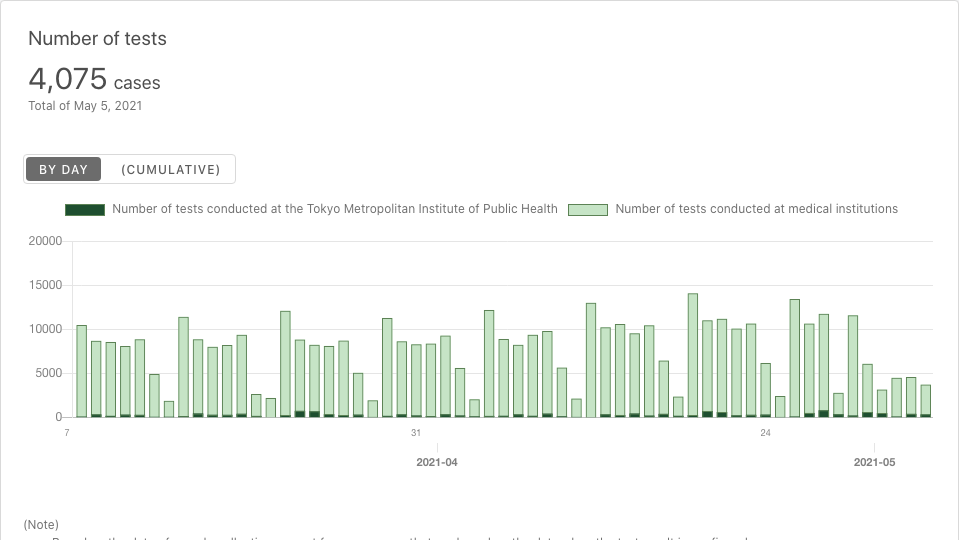 Number of tests
4,075 cases
Total of May 5, 2021
BY DAY (CUMULATIVE)
Number of tests conducted at the Tokyo Metropolitan Institute of Public Health Number of tests conducted at medical institutions
20000
15000
10000
5000
0
7 31 24
2021-04 2021-05
(Note)